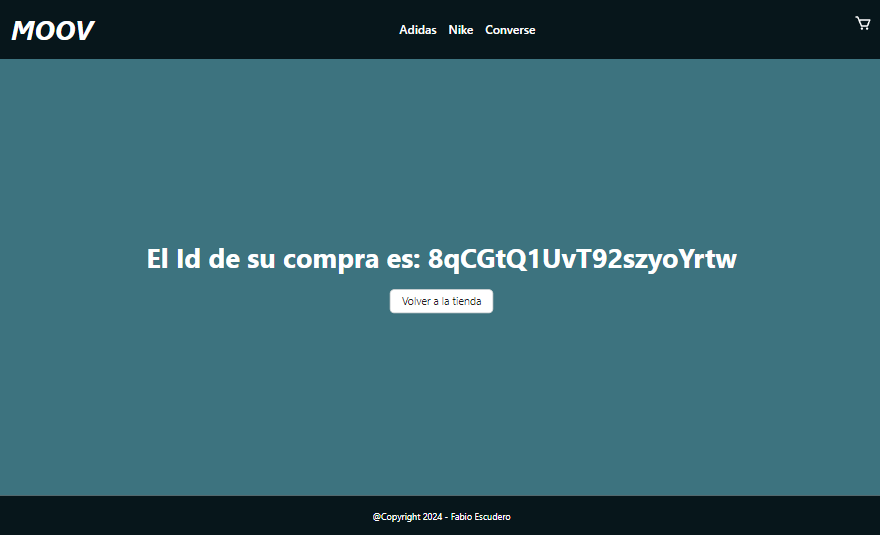 MOOV
Adidas Nike Converse
El Id de su compra es: 8qCGtQ1UvT92szyoYrtw
Volver a la tienda
@Copyright 2024 - Fabio Escudero